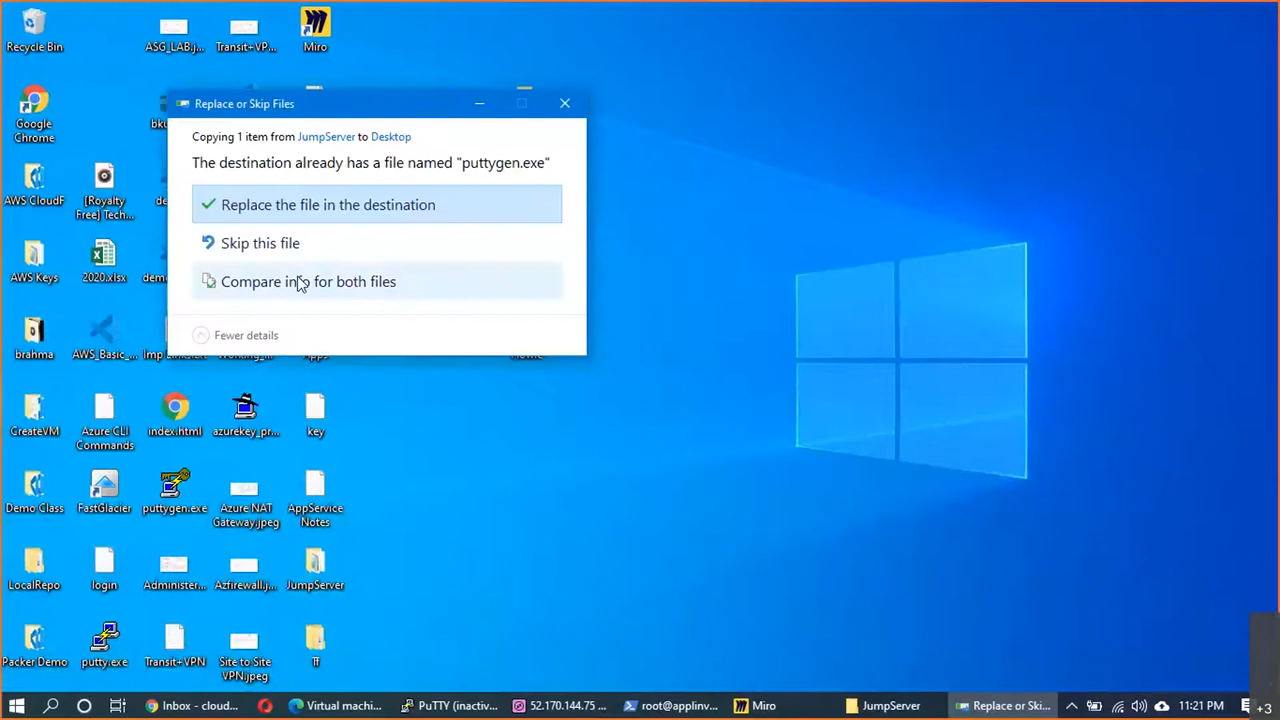 Recycle Bin
ASG_LAB.j...
Transit+VP...
Miro
Replace or Skip Files
Copying 1 item from JumpServer to Desktop
The destination already has a file named "puttygen.exe"
Replace the file in the destination
Skip this file
Compare info for both files
Fewer details
Google
Chrome
bku
AWS CloudF
[Royalty
Free] Tech...
de
AWS Keys
2020.xlsx
dem
brahma
AWS_Basic_...
CreateVM
Azure CLI
Commands
index.html
azurekey_pr...
key
Demo Class
FastGlacier
puttygen.exe
Azure NAT
Gateway.jpeg
AppService
Notes
LocalRepo
login
Administer...
Azfirewall.j...
JumpServer
Packer Demo
putty.exe
Transit+VPN
Site to Site
VPN.jpeg
Inbox - cloud...
Virtual machi...
PuTTY (inactiv...
52.170.144.75 ...
root@applinv...
Miro
JumpServer
Replace or Ski...
11:21 PM
+3